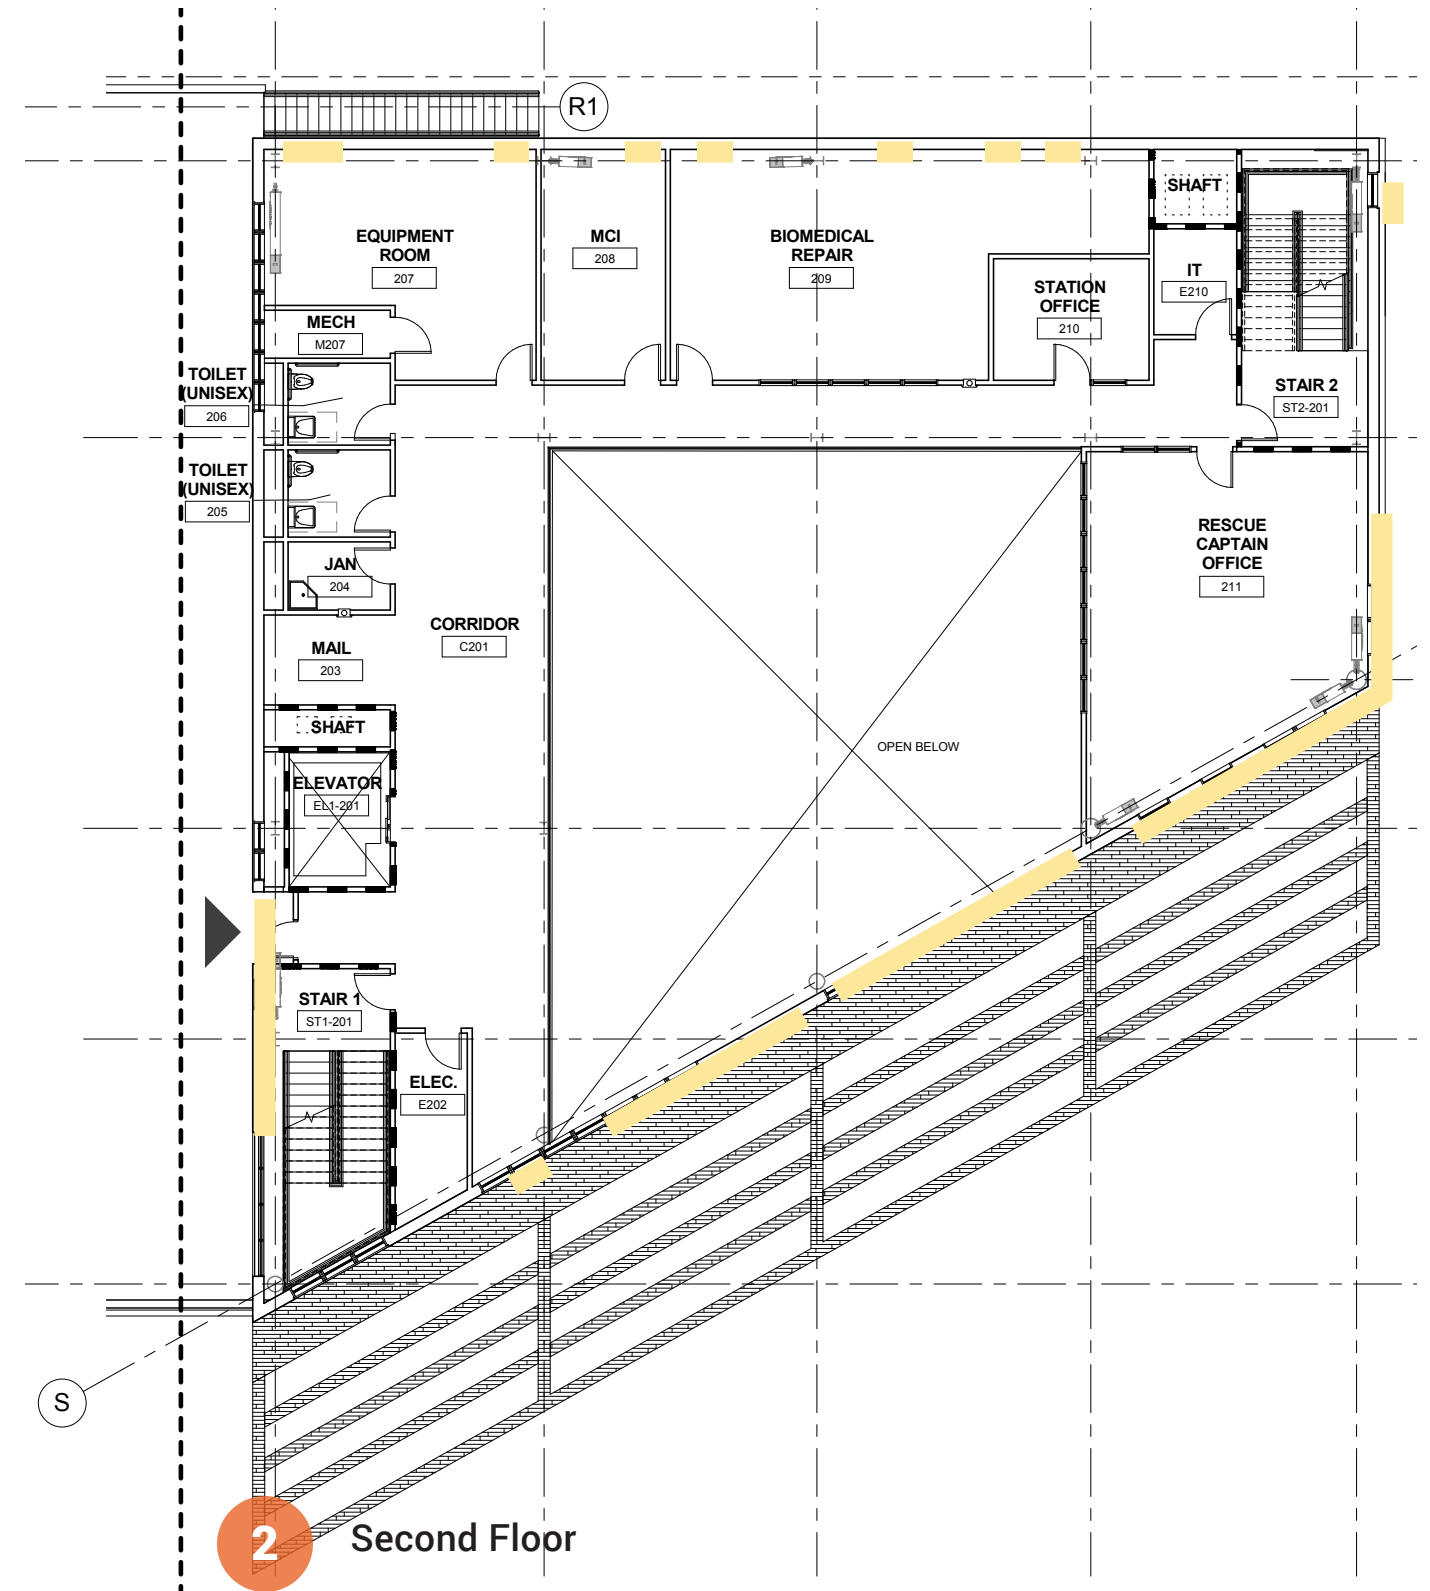 R1
SHAFT
EQUIPMENT
ROOM
207
MCI
208
BIOMEDICAL
REPAIR
209
STATION
OFFICE
210
IT
E210
MECH
M207
TOILET
(UNISEX)
206
STAIR 2
ST2-201
TOILET
(UNISEX)
205
RESCUE
CAPTAIN
OFFICE
211
JAN
204
CORRIDOR
C201
MAIL
203
SHAFT
OPEN BELOW
ELEVATOR
EL1-201
STAIR 1
ST1-201
ELEC.
E202
S
2
Second Floor